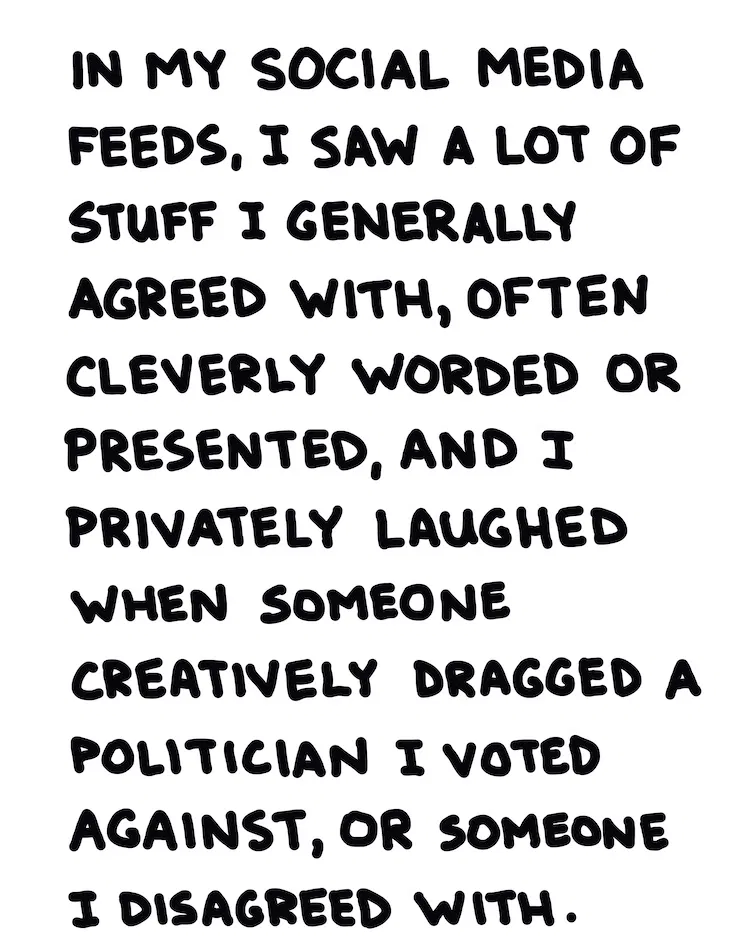 IN MY SOCIAL MEDIA
FEEDS, I SAW A LOT OF
STUFF I GENERALLY
AGREED WITH, OFTEN
CLEVERLY WORDED OR
PRESENTED, AND I
PRIVATELY LAUGHED
WHEN SOMEONE
CREATIVELY DRAGGED A
POLITICIAN I VOTED
AGAINST, OR SOMEONE
I DISAGREED WITH.